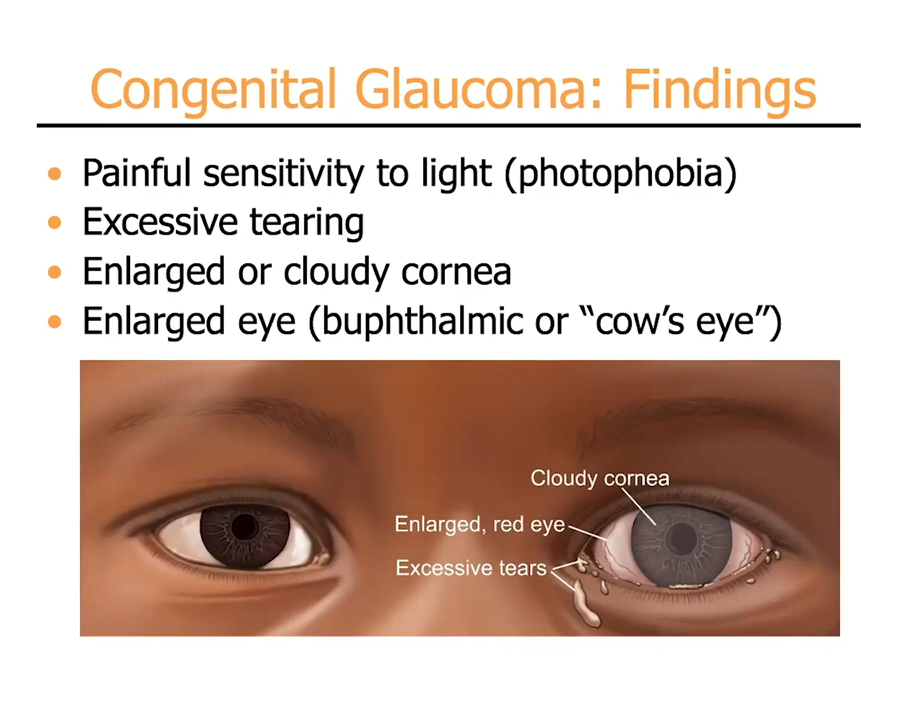 Congenital Glaucoma: Findings
• Painful sensitivity to light (photophobia)
• Excessive tearing
• Enlarged or cloudy cornea
• Enlarged eye (buphthalmic or “cow’s eye”)
Cloudy cornea
Enlarged, red eye
Excessive tears